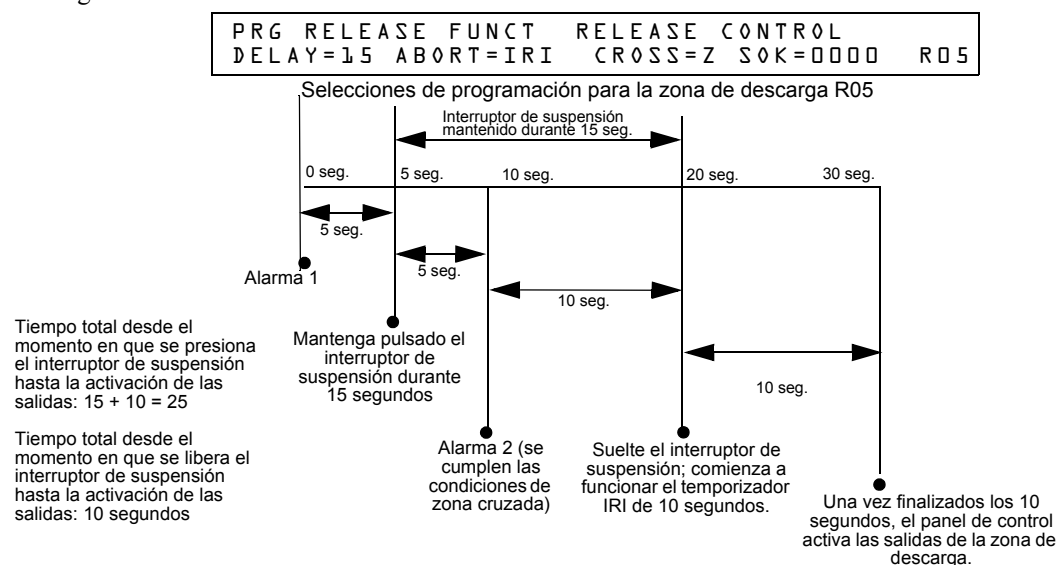 PRG RELEASE FUNCT RELEASE CONTROL
DELAY=15 ABORT=IRI CROSS=Z SOK=0000 R05
Selecciones de programación para la zona de descarga R05
Interruptor de suspensión
mantenido durante 15 seg.
0 seg.
5 seg.
10 seg.
20 seg.
30 seg.
5 seg.
5 seg.
Alarma 1
10 seg.
Tiempo total desde el
momento en que se presiona
el interruptor de suspensión
hasta la activación de las
salidas: 15 + 10 = 25
Mantenga pulsado el
interruptor de
suspensión durante
15 segundos
10 seg.
Tiempo total desde el
momento en que se libera el
interruptor de suspensión
hasta la activación de las
salidas: 10 segundos
Alarma 2 (se
cumplen las
condiciones de
zona cruzada)
Suelte el interruptor de
suspensión; comienza a
funcionar el temporizador
IRI de 10 segundos.
Una vez finalizados los 10
segundos, el panel de control
activa las salidas de la zona de
descarga.